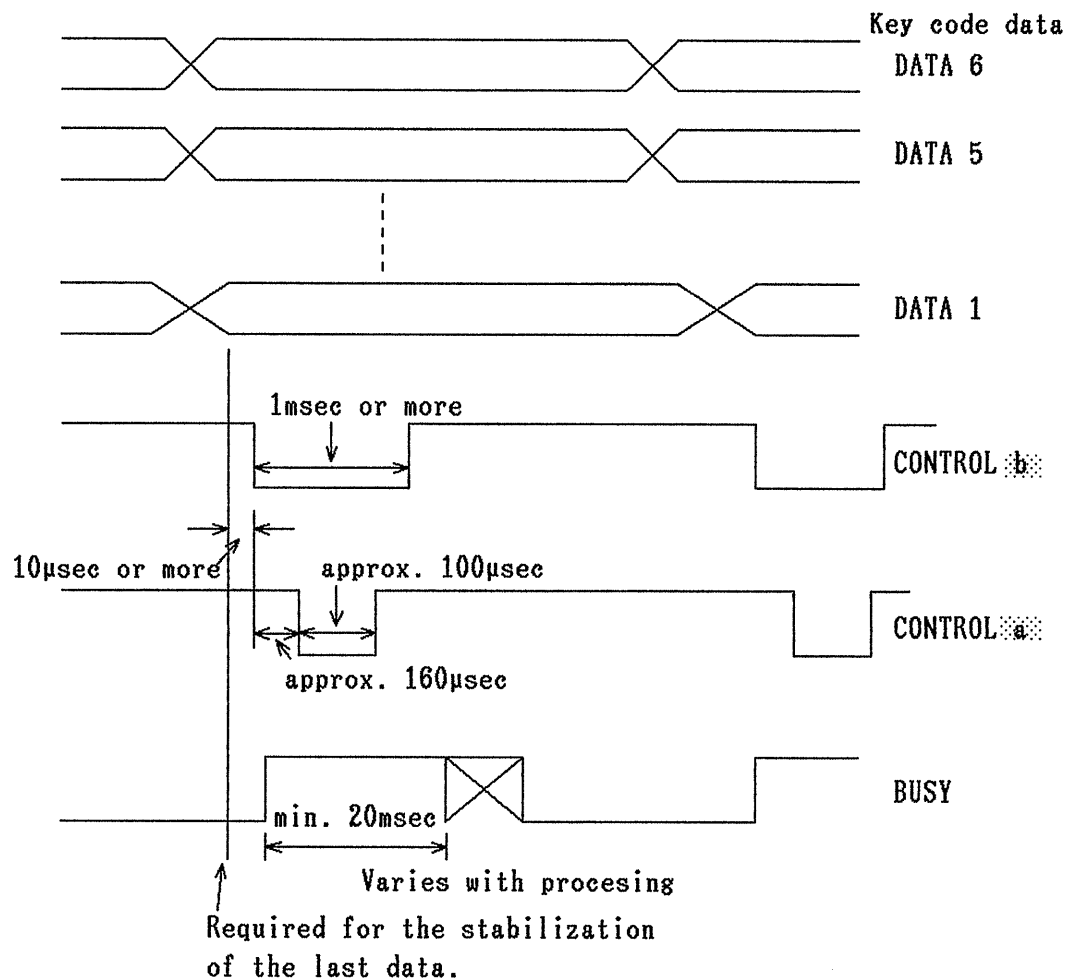 Key code data
DATA 6
DATA 5
DATA 1
1msec or more
CONTROL b
10µsec or more
approx. 100µsec
CONTROL a
approx. 160µsec
BUSY
min. 20msec
Varies with procesing
Required for the stabilization
of the last data.